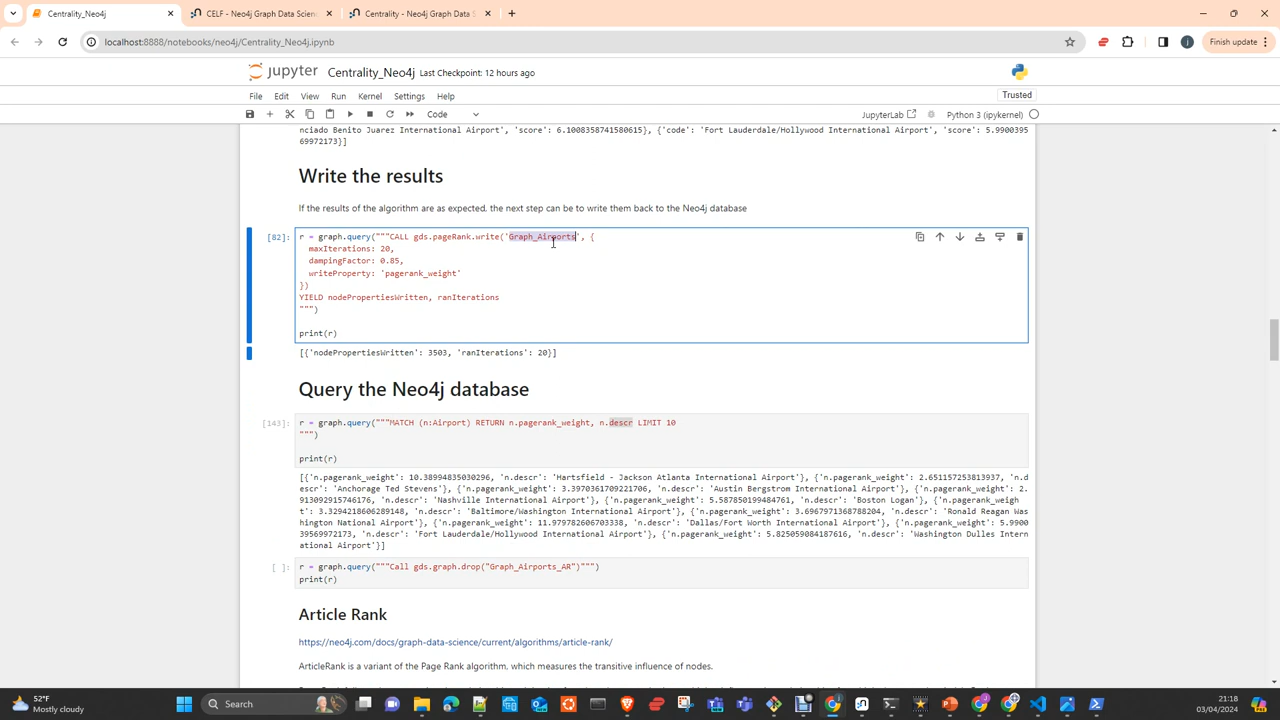 Centrality_Neo4j
CELF - Neo4j Graph Data Scien
Centrality - Neo4j Graph Data S
localhost:8888/notebooks/neo4j/Centrality_Neo4j.ipynb
Finish update
jupyter Centrality_Neo4j Last Checkpoint: 12 hours ago
Trusted
File Edit View Run Kernel Settings Help
Code
JupyterLab
Python 3 (ipykernel)
nciado Benito Juarez International Airport', 'score': 6.1008358741580615}, {'code': 'Fort Lauderdale/Hollywood International Airport', 'score': 5.9900395
69972173}]
Write the results
If the results of the algorithm are as expected, the next step can be to write them back to the Neo4j database
[82]: r = graph.query("""CALL gds.pageRank.write('Graph_Airports', {
maxIterations: 20,
dampingFactor: 0.85,
writeProperty: 'pagerank_weight'
})
YIELD nodePropertiesWritten, ranIterations
""")
print(r)
[{'nodePropertiesWritten': 3503, 'ranIterations': 20}]
Query the Neo4j database
[143]: r = graph.query("""MATCH (n:Airport) RETURN n.pagerank_weight, n.descr LIMIT 10
""")
print(r)
[{'n.pagerank_weight': 10.38994835030296, 'n.descr': 'Hartsfield - Jackson Atlanta International Airport'}, {'n.pagerank_weight': 2.651157253813937, 'n.d
escr': 'Anchorage Ted Stevens'}, {'n.pagerank_weight': 3.3970361709221706, 'n.descr': 'Austin Bergstrom International Airport'}, {'n.pagerank_weight': 2.
9130929157​46176, 'n.descr': 'Nashville International Airport'}, {'n.pagerank_weight': 5.587850199484761, 'n.descr': 'Boston Logan'}, {'n.pagerank_weigh
t': 3.3294218606289148, 'n.descr': 'Baltimore/Washington International Airport'}, {'n.pagerank_weight': 3.6967971368788204, 'n.descr': 'Ronald Reagan Was
hington National Airport'}, {'n.pagerank_weight': 11.979782606703338, 'n.descr': 'Dallas/Fort Worth International Airport'}, {'n.pagerank_weight': 5.9900
39569972173, 'n.descr': 'Fort Lauderdale/Hollywood International Airport'}, {'n.pagerank_weight': 5.825059084187616, 'n.descr': 'Washington Dulles Intern
ational Airport'}]
[ ]: r = graph.query("""Call gds.graph.drop("Graph_Airports_AR")""")
print(r)
Article Rank
https://neo4j.com/docs/graph-data-science/current/algorithms/article-rank/
ArticleRank is a variant of the Page Rank algorithm, which measures the transitive influence of nodes.
52°F
Mostly cloudy
Search
21:18
03/04/2024